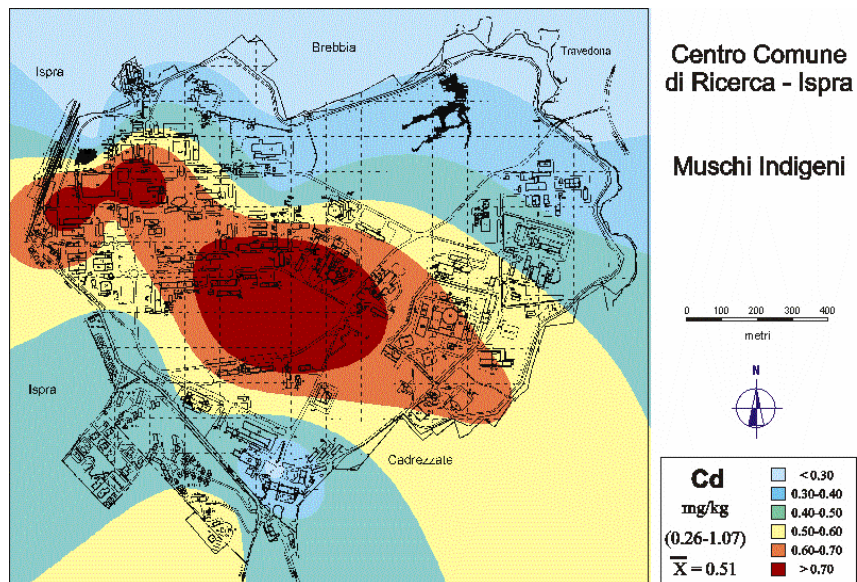 Brebbia
Travedona
Ispra
Centro Comune
di Ricerca - Ispra
Muschi Indigeni
0 100 200 300 400
metri
N
Ispra
Cadrezzate
Cd
mg/kg
(0.26-1.07)
X = 0.51
< 0.30
0.30-0.40
0.40-0.50
0.50-0.60
0.60-0.70
> 0.70